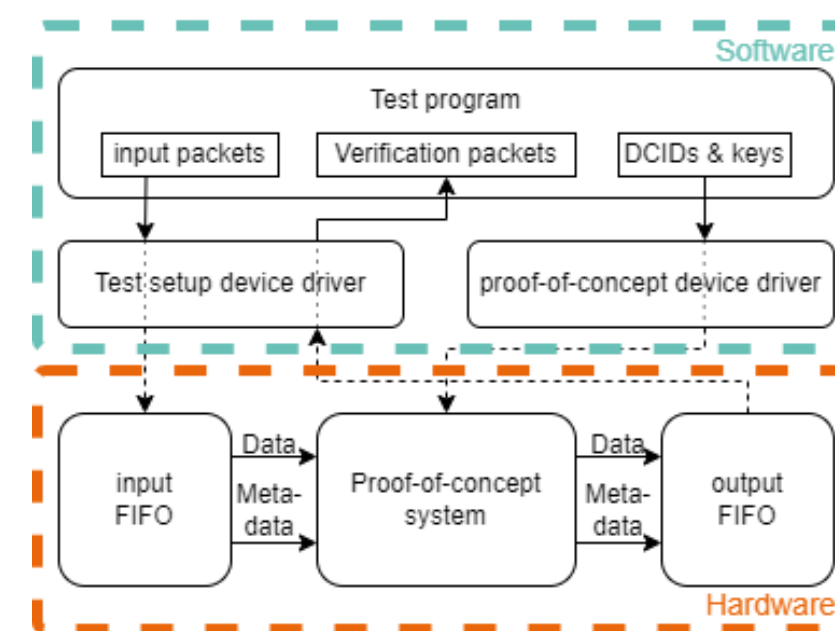 Software
Test program
input packets
Verification packets
DCIDs & keys
Test setup device driver
proof-of-concept device driver
input
FIFO
Data
Meta-
data
Proof-of-concept
system
Data
Meta-
data
output
FIFO
Hardware